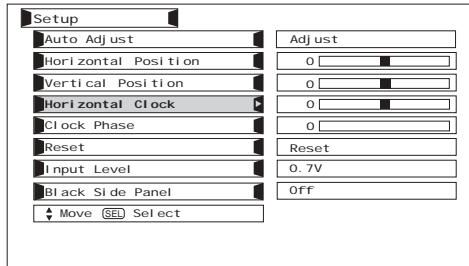 Setup
Auto Adjust Adjust
Horizontal Position 0
Vertical Position 0
Horizontal Clock 0
Clock Phase 0
Reset Reset
Input Level 0.7V
Black Side Panel Off
Move SEL Select